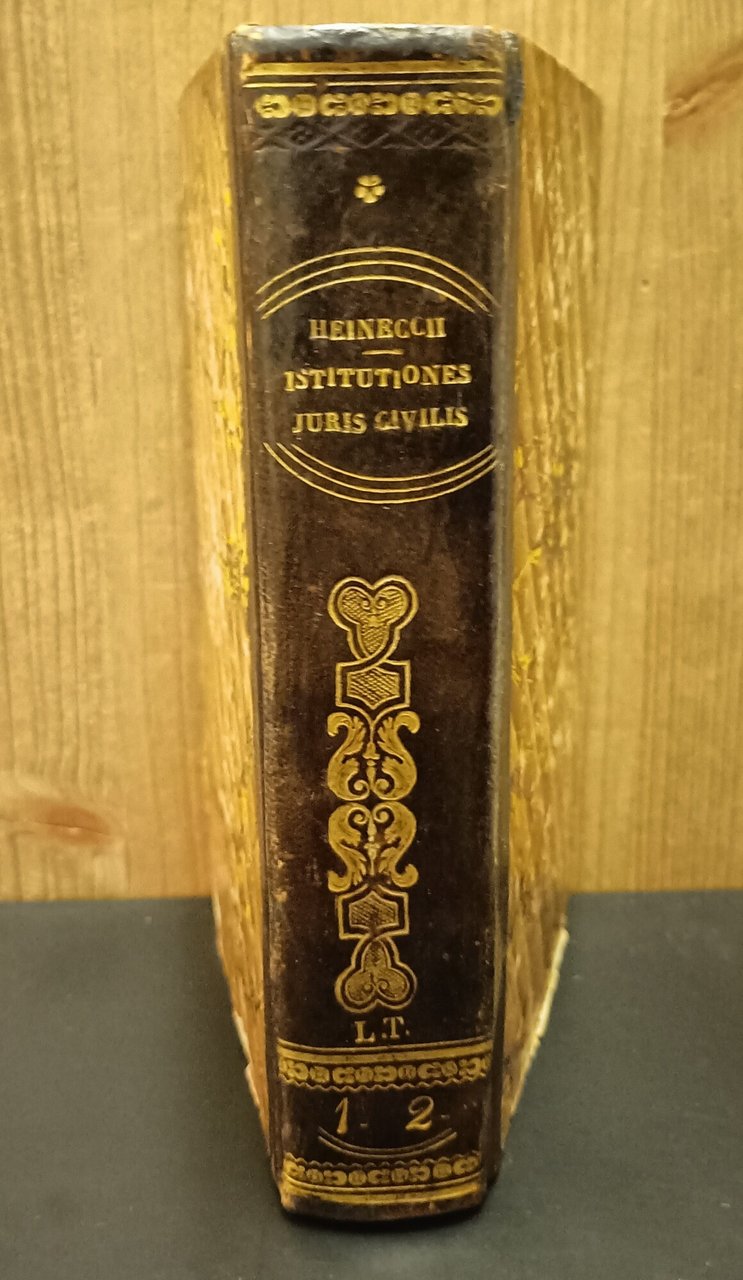 HEINECCII
ISTITUTIONES
JURIS CIVILIS
L.T.
1. 2.